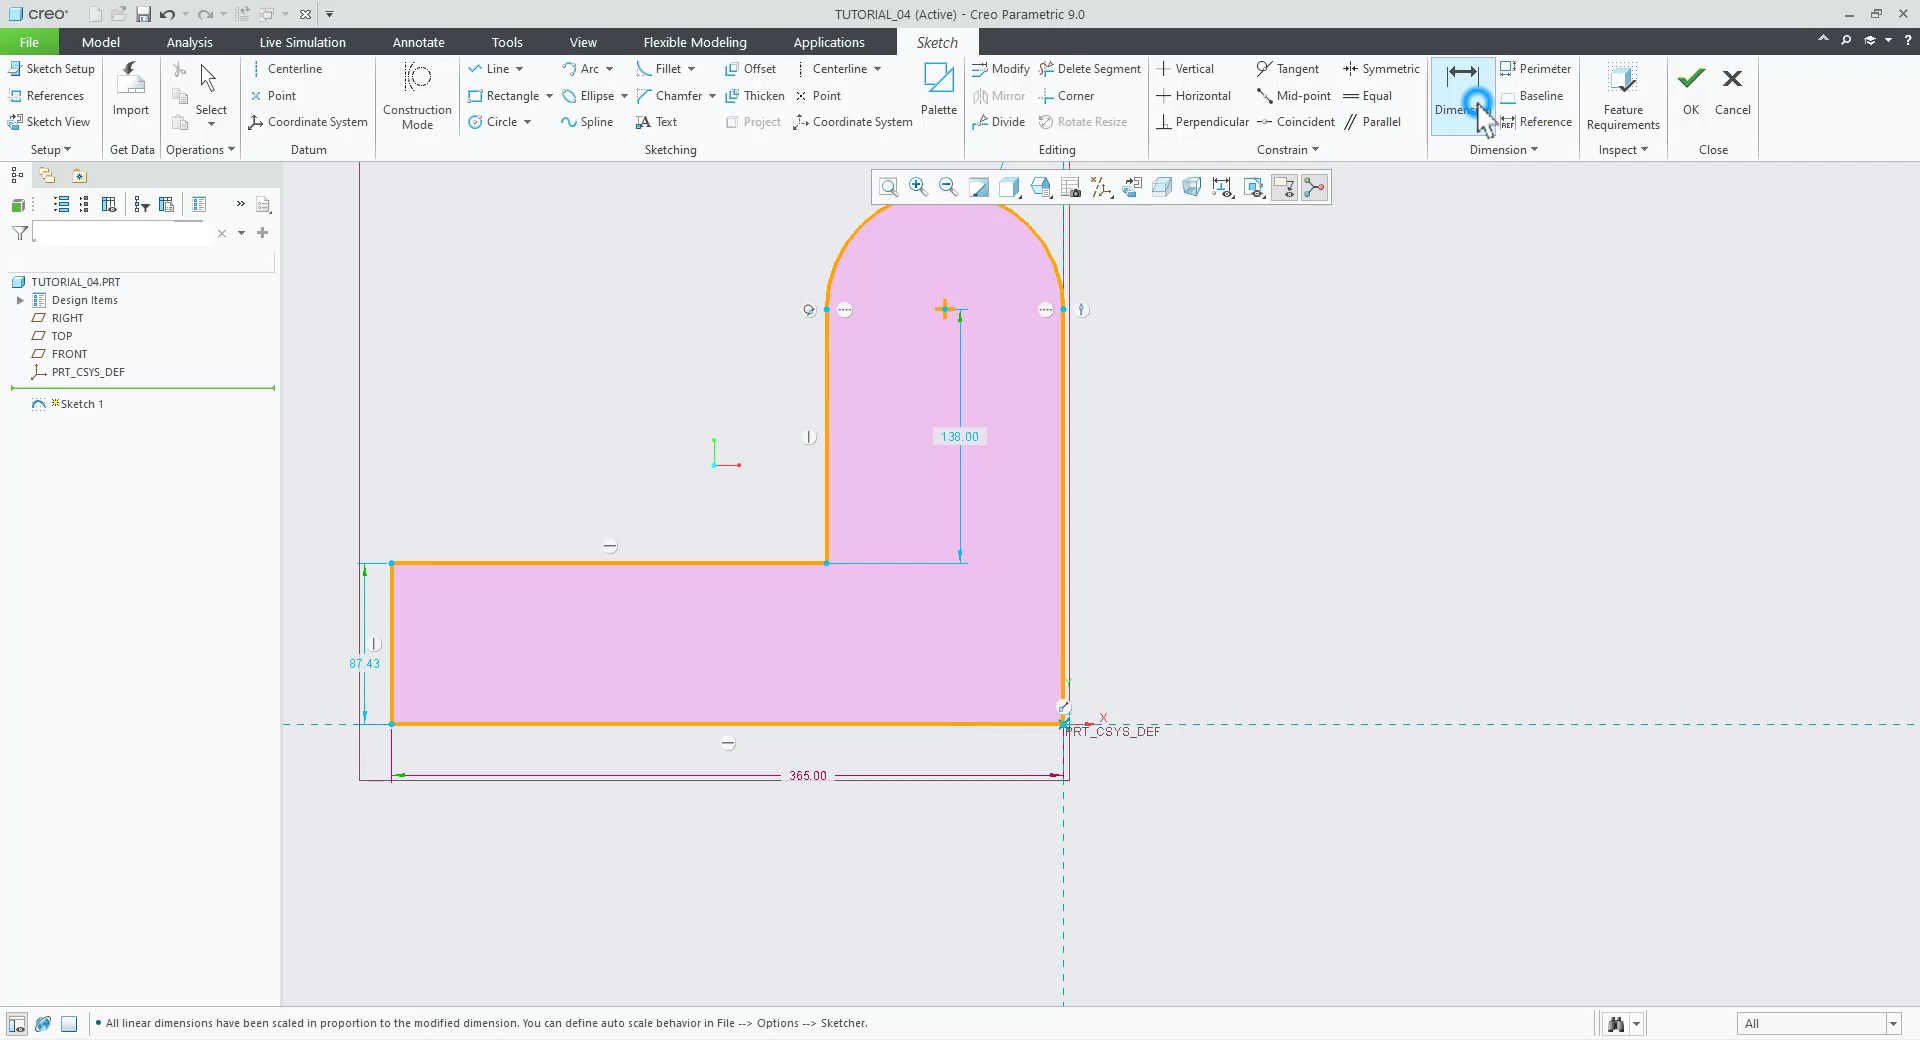 creo
TUTORIAL_04 (Active) - Creo Parametric 9.0
File Model Analysis Live Simulation Annotate Tools View Flexible Modeling Applications Sketch
Sketch Setup
References
Sketch View
Setup
Import
Get Data
Select
Operations
Centerline
Point
Coordinate System
Datum
Construction
Mode
Line Arc Fillet Offset Centerline
Rectangle Ellipse Chamfer Thicken Point
Circle Spline Text Project Coordinate System
Palette
Sketching
Modify Delete Segment
Mirror Corner
Divide Rotate Resize
Editing
Vertical Tangent Symmetric
Horizontal Mid-point Equal
Perpendicular Coincident Parallel
Constrain
Dimension
Perimeter
Baseline
REF Reference
Dimension
Feature
Requirements
Inspect
OK Cancel
Close
TUTORIAL_04.PRT
Design Items
RIGHT
TOP
FRONT
PRT_CSYS_DEF
Sketch 1
138.00
87.43
Y
X
PRT_CSYS_DEF
365.00
All linear dimensions have been scaled in proportion to the modified dimension. You can define auto scale behavior in File --> Options --> Sketcher.
All